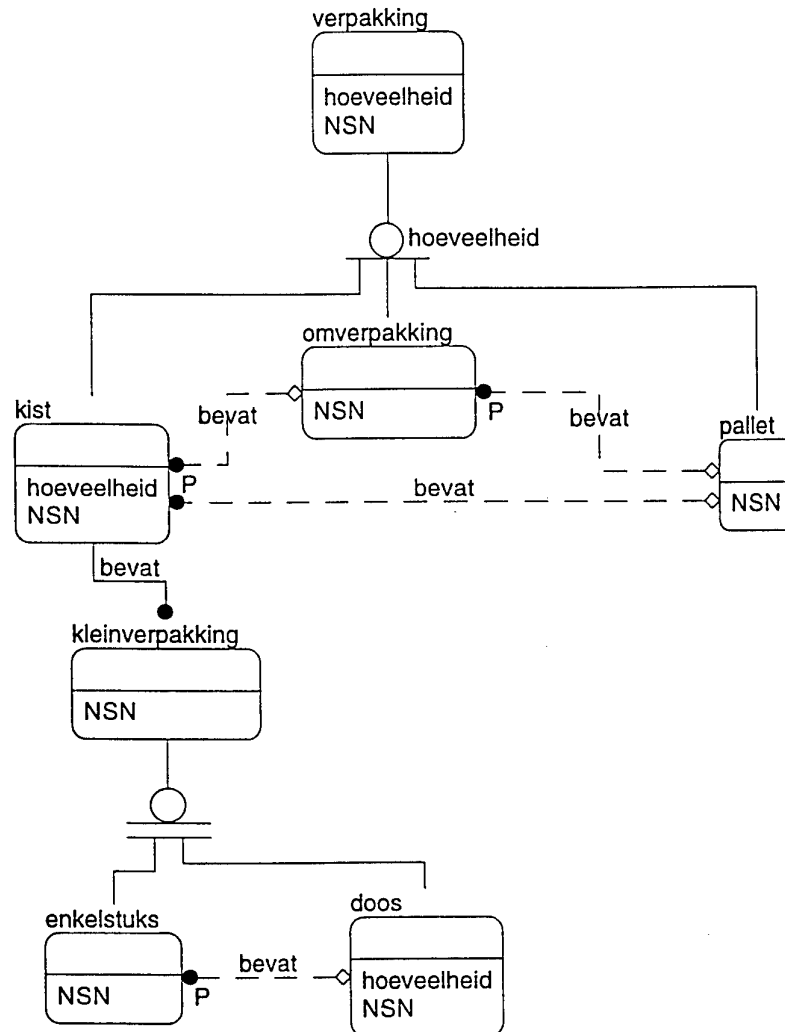 verpakking
hoeveelheid
NSN
hoeveelheid
omverpakking
NSN
P
bevat
kist
hoeveelheid
NSN
P
bevat
pallet
NSN
bevat
bevat
kleinverpakking
NSN
enkelstuks
NSN
P
bevat
doos
hoeveelheid
NSN